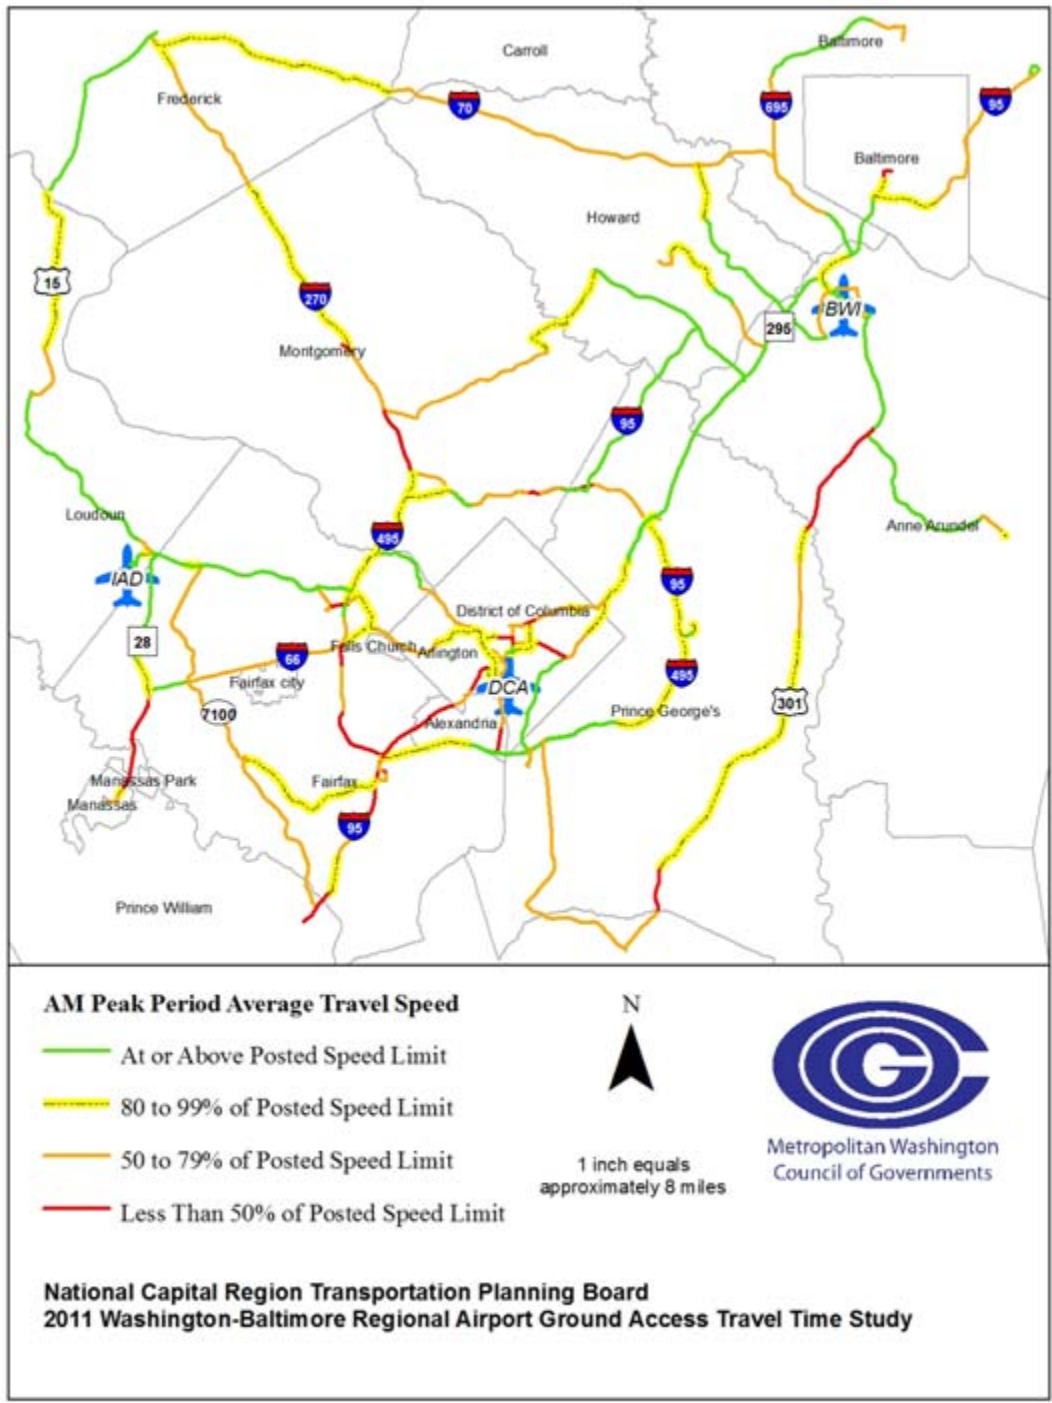 Carroll
Baltimore
Frederick
70
695
95
Baltimore
Howard
15
270
295
BWI
Montgomery
95
Loudoun
Anne Arundel
495
IAD
95
District of Columbia
28
Falls Church
Arlington
66
495
Fairfax city
DCA
301
7100
Prince George's
Alexandria
Manassas Park
Fairfax
Manassas
95
Prince William
AM Peak Period Average Travel Speed
At or Above Posted Speed Limit
80 to 99% of Posted Speed Limit
50 to 79% of Posted Speed Limit
Less Than 50% of Posted Speed Limit
N
1 inch equals
approximately 8 miles
COG
Metropolitan Washington
Council of Governments
National Capital Region Transportation Planning Board
2011 Washington-Baltimore Regional Airport Ground Access Travel Time Study